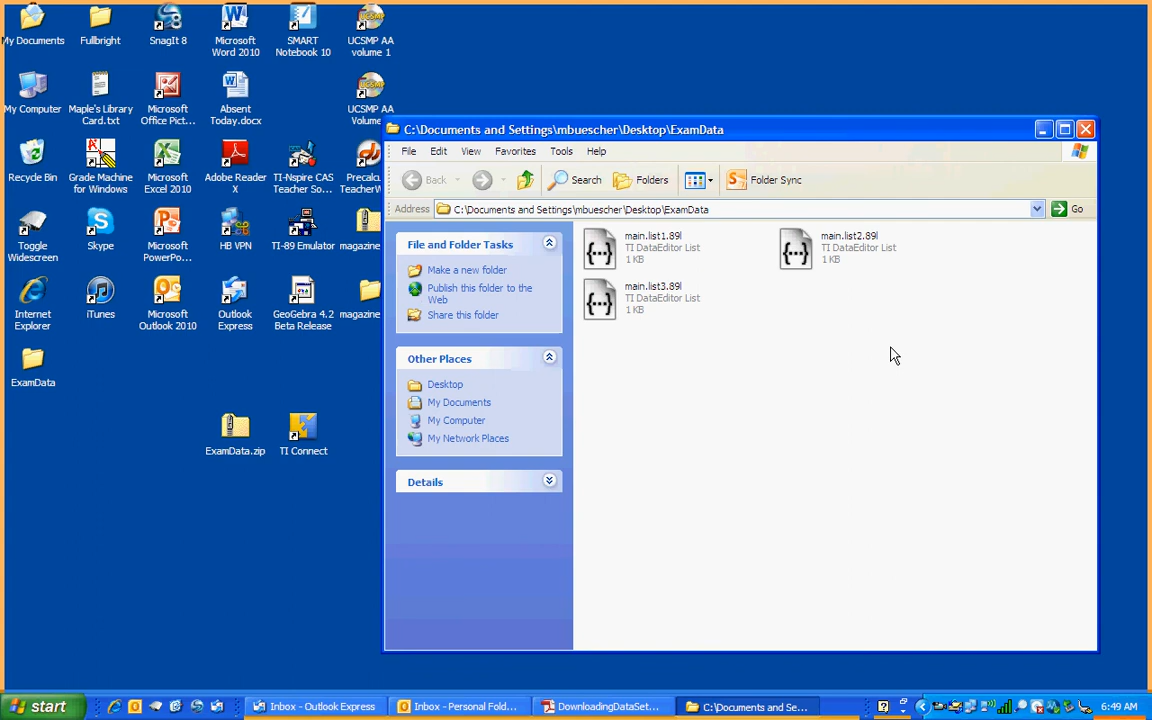 My Documents
Fullbright
SnagIt 8
Microsoft
Word 2010
SMART
Notebook 10
UCSMP AA
volume 1
My Computer
Maple's Library
Card.txt
Microsoft
Office Pict...
Absent
Today.docx
UCSMP AA
Volume
Recycle Bin
Grade Machine
for Windows
Microsoft
Excel 2010
Adobe Reader
X
TI-Nspire CAS
Teacher So...
Precalc
TeacherW
Toggle
Widescreen
Skype
Microsoft
PowerPo...
HB VPN
TI-89 Emulator
magazine
Internet
Explorer
iTunes
Microsoft
Outlook 2010
Outlook
Express
GeoGebra 4.2
Beta Release
magazine
ExamData
ExamData.zip
TI Connect
C:\Documents and Settings\mbuescher\Desktop\ExamData
File Edit View Favorites Tools Help
Back Search Folders Folder Sync
Address C:\Documents and Settings\mbuescher\Desktop\ExamData Go
File and Folder Tasks
Make a new folder
Publish this folder to the
Web
Share this folder
Other Places
Desktop
My Documents
My Computer
My Network Places
Details
main.list1.89l
TI DataEditor List
1 KB
main.list2.89l
TI DataEditor List
1 KB
main.list3.89l
TI DataEditor List
1 KB
start
Inbox - Outlook Express
Inbox - Personal Fold...
DownloadingDataSet...
C:\Documents and Se...
6:49 AM